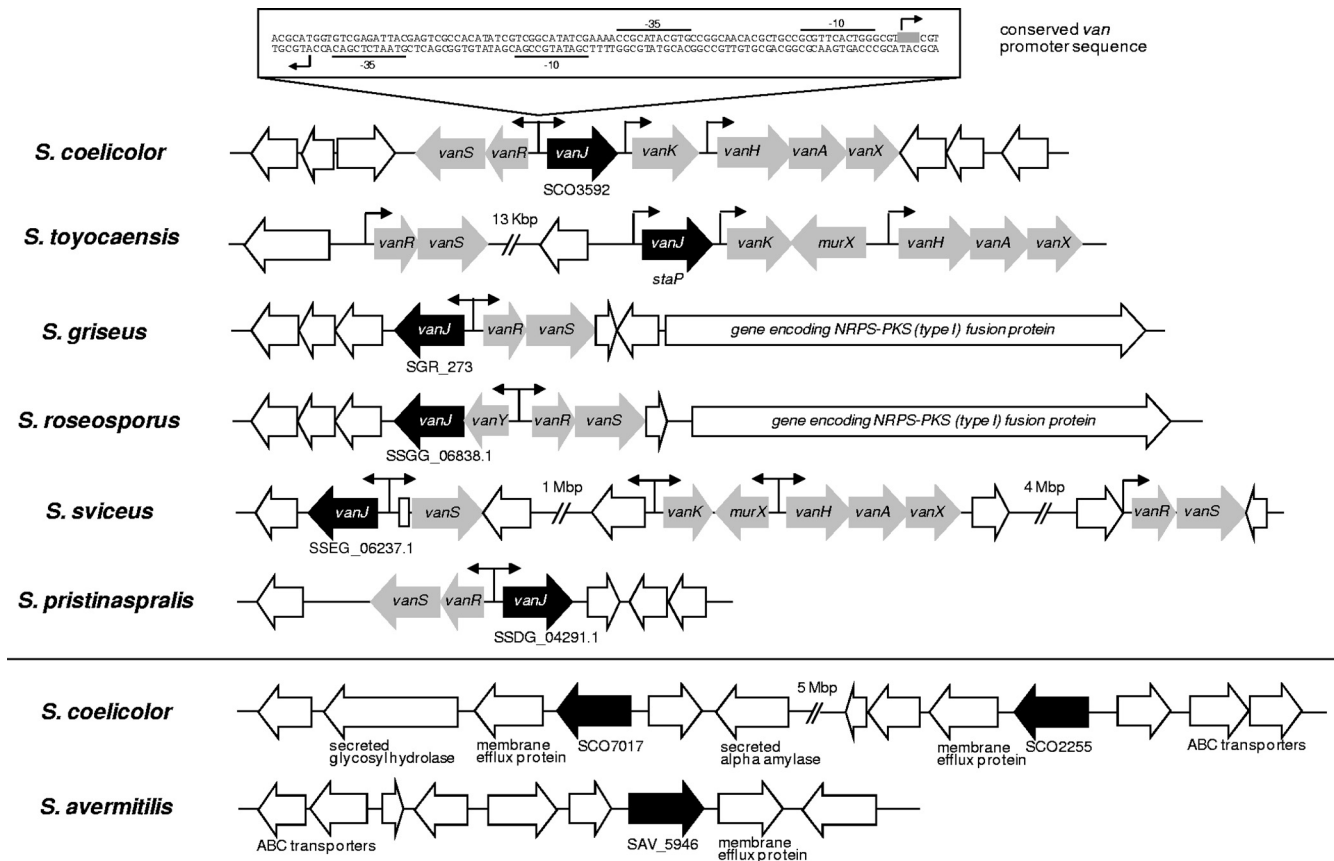 -35 -10
ACGCATGGTGTCGAGATTACGAGTCGCCACATATCGTCGGCATATCGAAAACCGCATACGTGCCGGCAACACGCTGCCGCGTTCACTGGGCGT CGT
TGCGTACCACAGCTCTAATGCTCAGCGGTGTATAGCAGCCGTATAGCTTTTGGCGTATGCACGGCCGTTGTGCGACGGCGCAAGTGACCCGCATACGCA
-35 -10
conserved van
promoter sequence
S. coelicolor
vanS vanR vanJ vanK vanH vanA vanX
SCO3592
S. toyocaensis
vanR vanS 13 Kbp vanJ vanK murX vanH vanA vanX
staP
S. griseus
vanJ vanR vanS gene encoding NRPS-PKS (type I) fusion protein
SGR_273
S. roseosporus
vanJ vanY vanR vanS gene encoding NRPS-PKS (type I) fusion protein
SSGG_06838.1
S. sviceus
vanJ vanS 1 Mbp vanK murX vanH vanA vanX 4 Mbp vanR vanS
SSEG_06237.1
S. pristinaspralis
vanS vanR vanJ
SSDG_04291.1
S. coelicolor
5 Mbp
secreted
glycosyl hydrolase
membrane
efflux protein
SCO7017
secreted
alpha amylase
membrane
efflux protein
SCO2255
ABC transporters
S. avermitilis
ABC transporters
SAV_5946
membrane
efflux protein